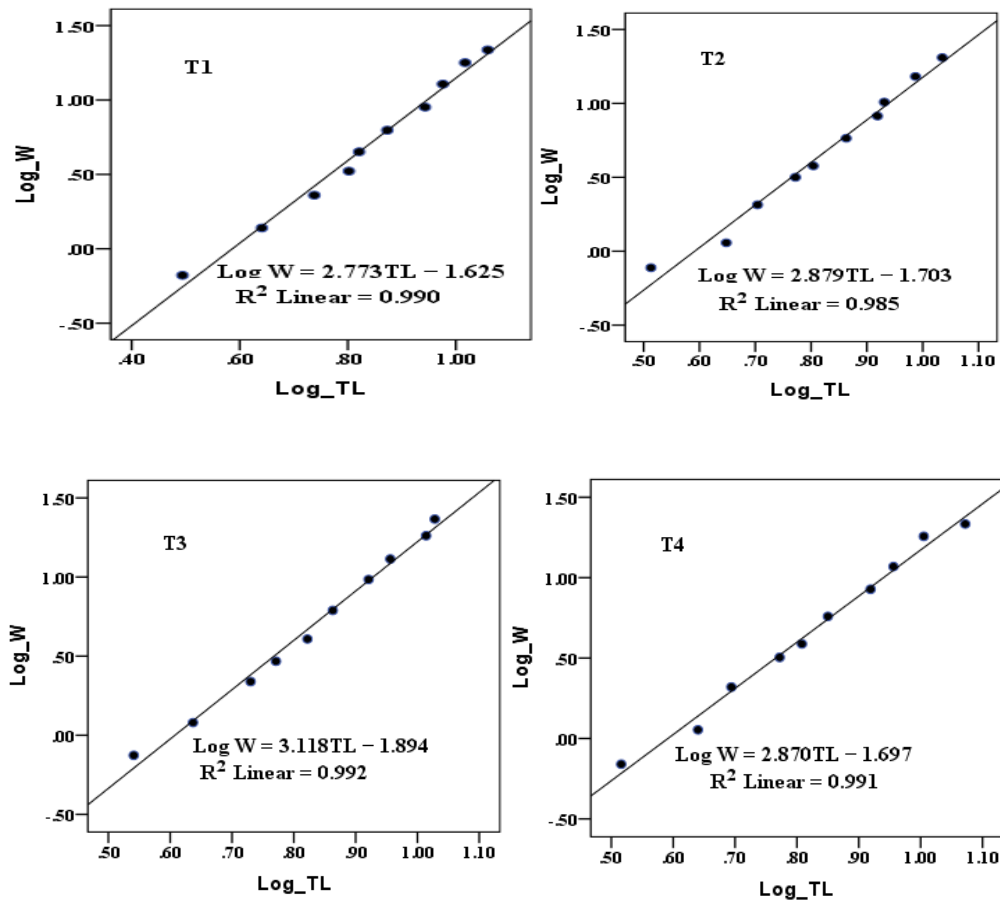 1.50
T1
1.00
.50
.00
-.50
Log_W
Log W = 2.773TL − 1.625
R² Linear = 0.990
.40 .60 .80 1.00
Log_TL
1.50
T2
1.00
.50
.00
-.50
Log_W
Log W = 2.879TL − 1.703
R² Linear = 0.985
.50 .60 .70 .80 .90 1.00 1.10
Log_TL
1.50
T3
1.00
.50
.00
-.50
Log_W
Log W = 3.118TL − 1.894
R² Linear = 0.992
.50 .60 .70 .80 .90 1.00 1.10
Log_TL
1.50
T4
1.00
.50
.00
-.50
Log_W
Log W = 2.870TL − 1.697
R² Linear = 0.991
.50 .60 .70 .80 .90 1.00 1.10
Log_TL